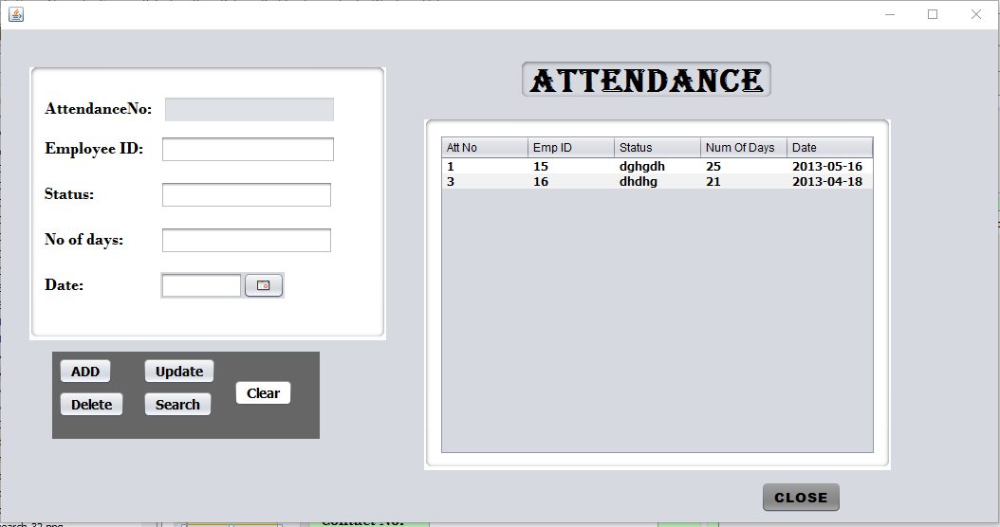 ATTENDANCE
AttendanceNo:
Employee ID:
Status:
No of days:
Date:
ADD Update
Clear
Delete Search
Att No Emp ID Status Num Of Days Date
1 15 dghgdh 25 2013-05-16
3 16 dhdhg 21 2013-04-18
CLOSE
Contact No: